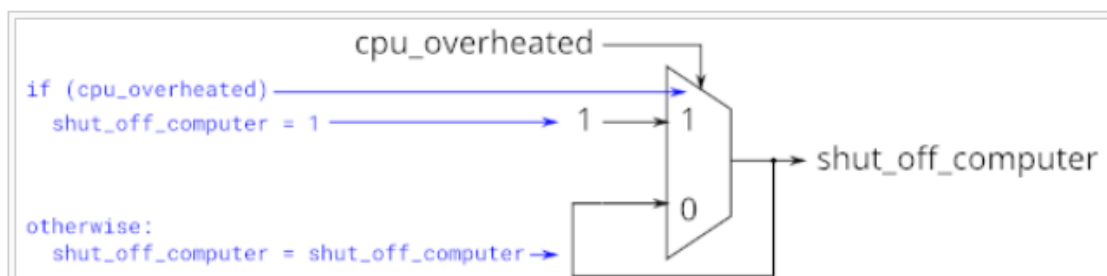 cpu_overheated
if (cpu_overheated)
shut_off_computer = 1
1
1
shut_off_computer
0
otherwise:
shut_off_computer = shut_off_computer